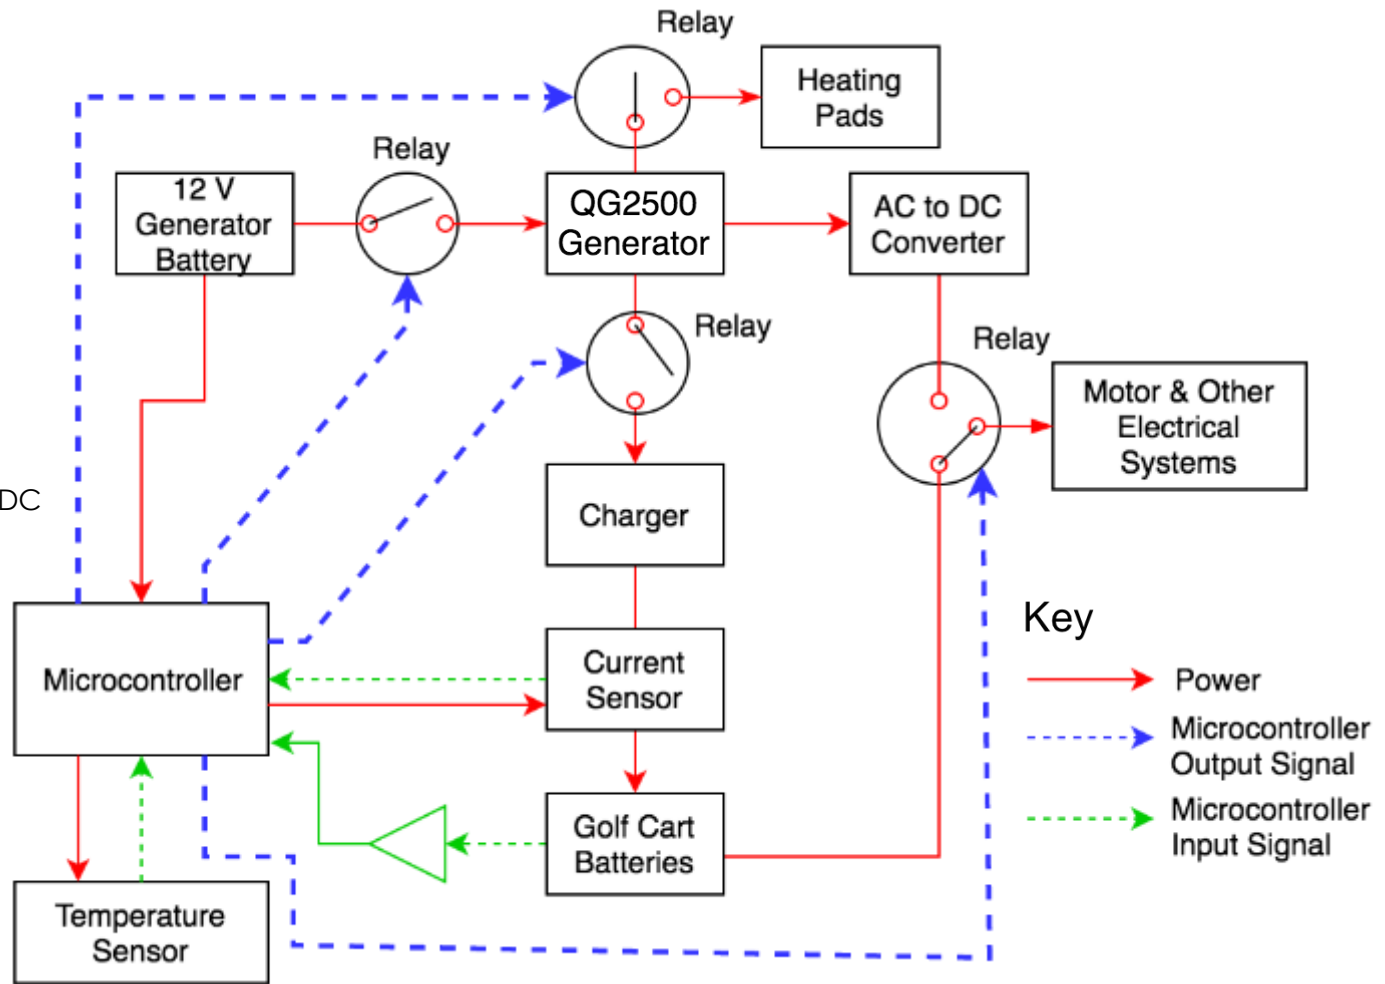 Relay
Heating
Pads
Relay
12 V
Generator
Battery
QG2500
Generator
AC to DC
Converter
Relay
Relay
Motor & Other
Electrical
Systems
DC
Charger
Key
Microcontroller
Current
Sensor
Power
Microcontroller
Output Signal
Golf Cart
Batteries
Microcontroller
Input Signal
Temperature
Sensor